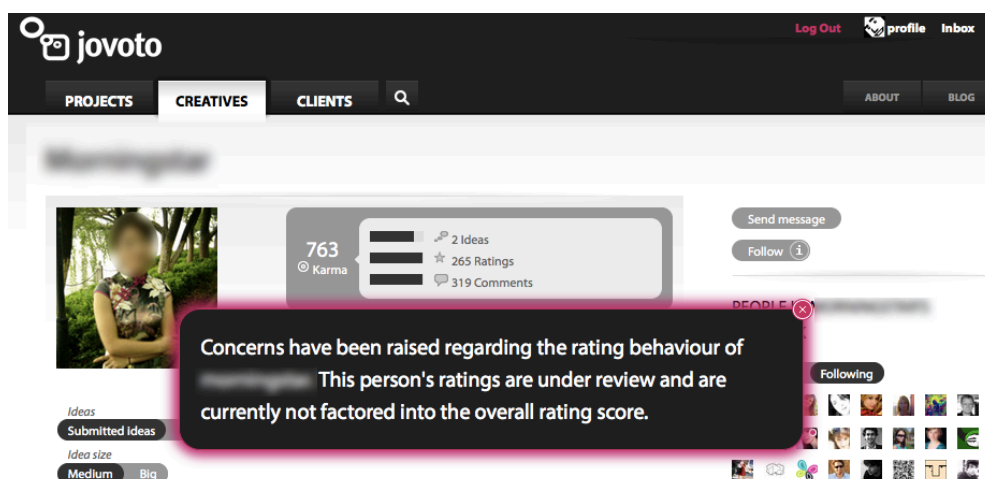 jovoto
Log Out profile Inbox
PROJECTS CREATIVES CLIENTS
ABOUT BLOG
763
Karma
2 Ideas
265 Ratings
319 Comments
Send message
Follow i
PEOPLE
Following
Concerns have been raised regarding the rating behaviour of
This person's ratings are under review and are
currently not factored into the overall rating score.
Ideas
Submitted ideas
Idea size
Medium Big